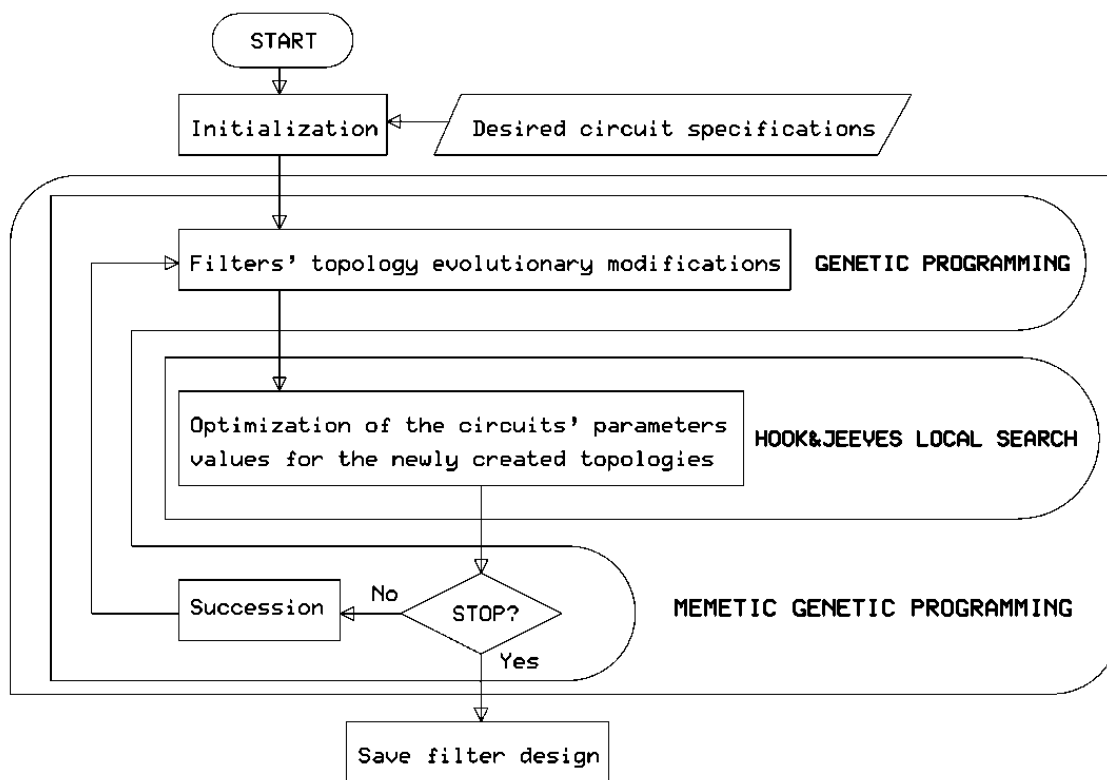 START
Initialization
Desired circuit specifications
Filters' topology evolutionary modifications
GENETIC PROGRAMMING
Optimization of the circuits' parameters
values for the newly created topologies
HOOK&JEEVES LOCAL SEARCH
No
Succession
STOP?
MEMETIC GENETIC PROGRAMMING
Yes
Save filter design